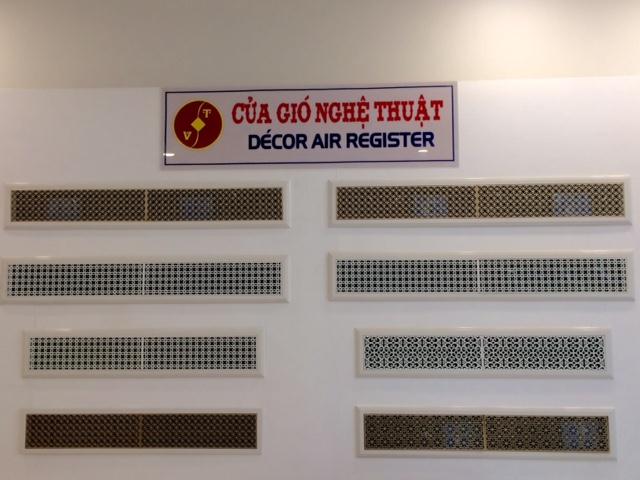 T
V
CỬA GIÓ NGHỆ THUẬT
DÉCOR AIR REGISTER